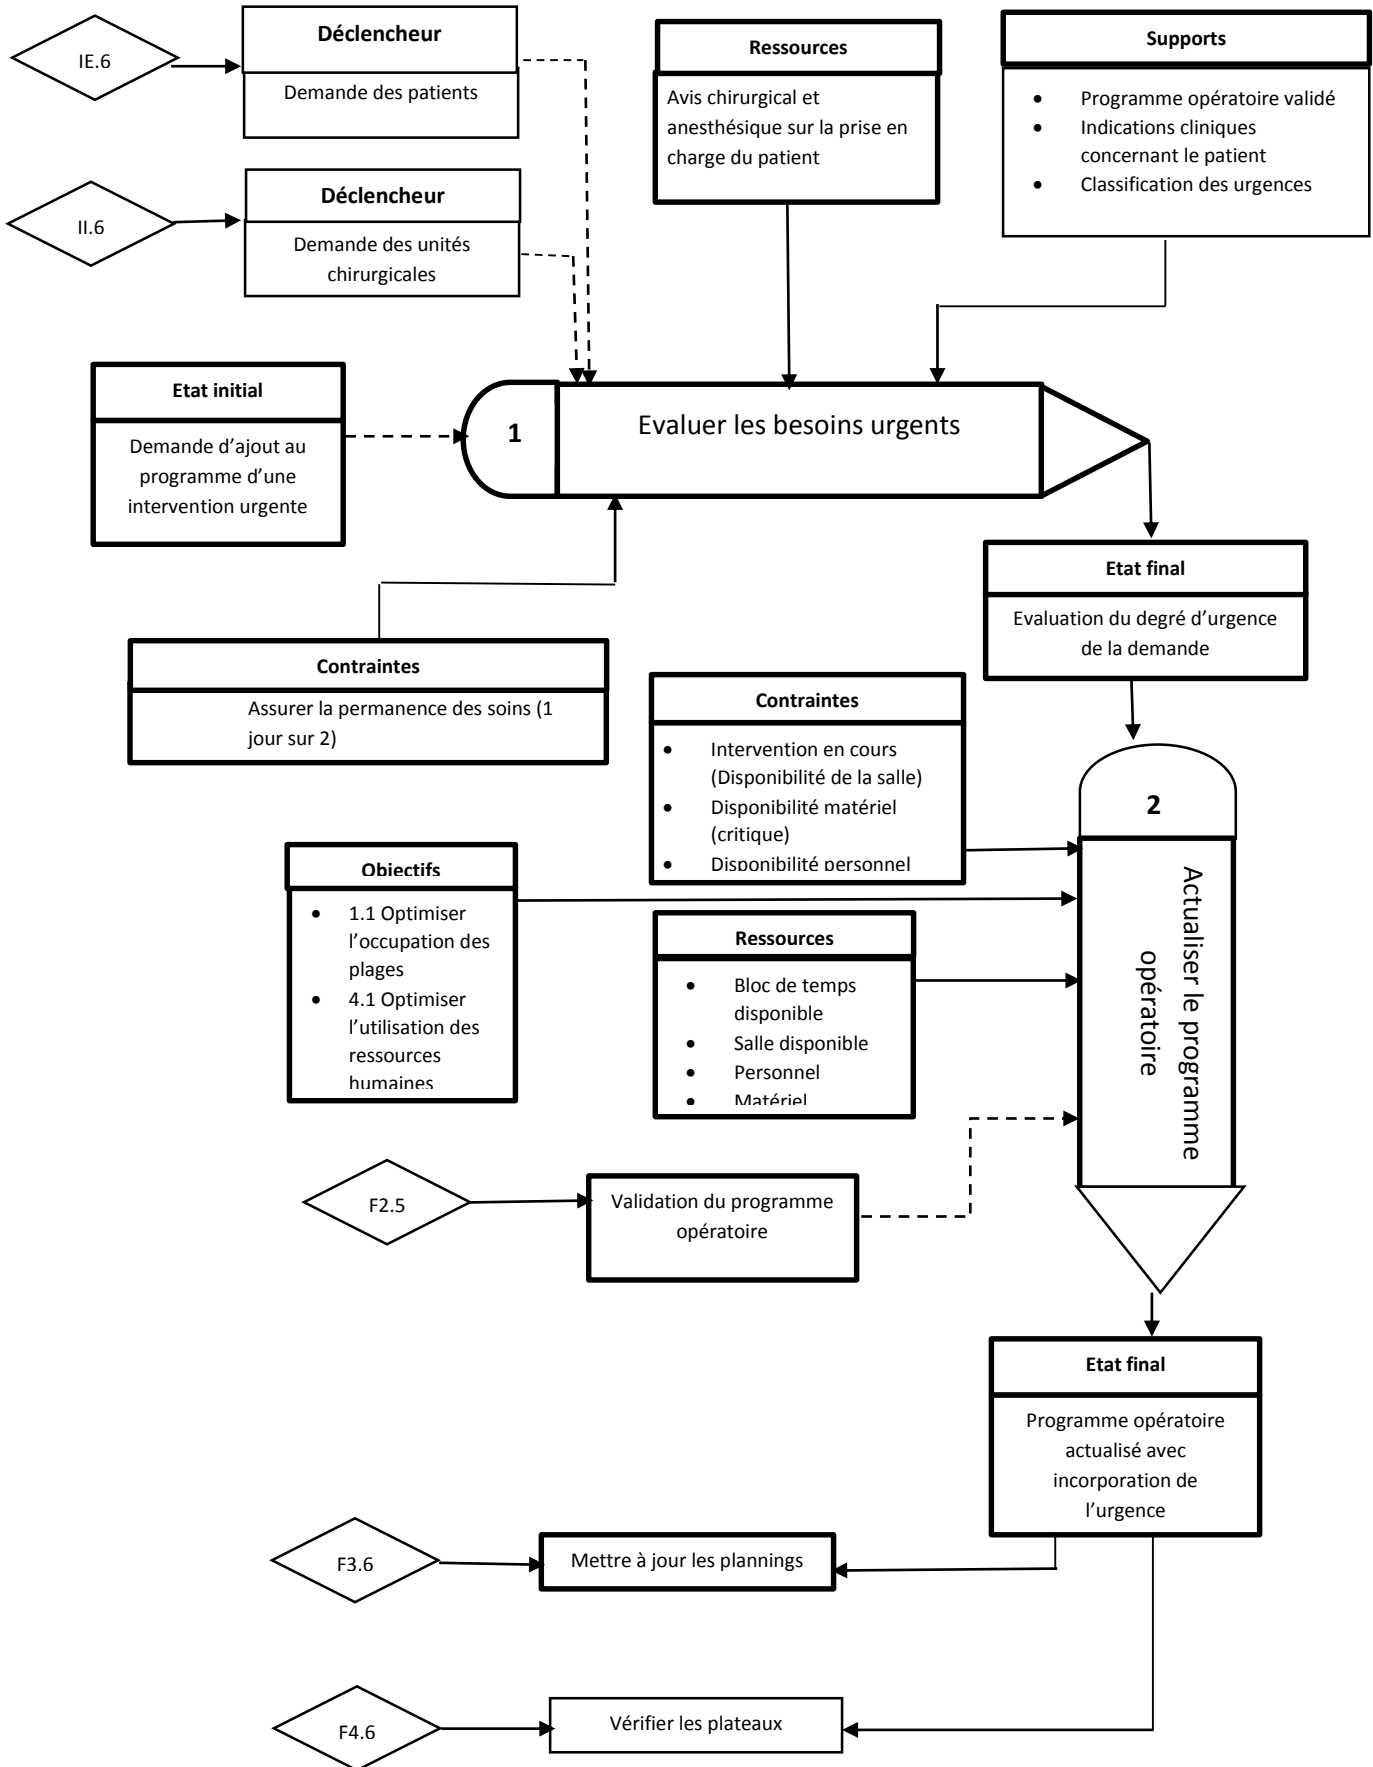 IE.6
Déclencheur
Demande des patients
Ressources
Avis chirurgical et
anesthésique sur la prise en
charge du patient
Supports
• Programme opératoire validé
• Indications cliniques
concernant le patient
• Classification des urgences
II.6
Déclencheur
Demande des unités
chirurgicales
Etat initial
Demande d'ajout au
programme d'une
intervention urgente
1
Evaluer les besoins urgents
Etat final
Evaluation du degré d'urgence
de la demande
Contraintes
Assurer la permanence des soins (1
jour sur 2)
Contraintes
• Intervention en cours
(Disponibilité de la salle)
• Disponibilité matériel
(critique)
• Disponibilité personnel
2
Actualiser le programme
opératoire
Objectifs
• 1.1 Optimiser
l'occupation des
plages
• 4.1 Optimiser
l'utilisation des
ressources
humaines
Ressources
• Bloc de temps
disponible
• Salle disponible
• Personnel
• Matériel
F2.5
Validation du programme
opératoire
Etat final
Programme opératoire
actualisé avec
incorporation de
l'urgence
F3.6
Mettre à jour les plannings
F4.6
Vérifier les plateaux